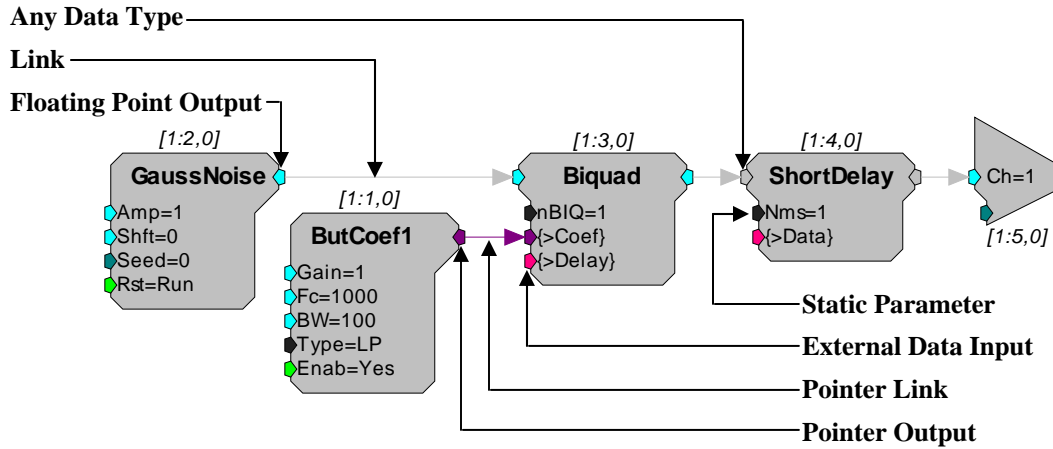 Any Data Type
Link
Floating Point Output
[1:2,0]
GaussNoise
Amp=1
Shft=0
Seed=0
Rst=Run
[1:1,0]
ButCoef1
Gain=1
Fc=1000
BW=100
Type=LP
Enab=Yes
[1:3,0]
Biquad
nBIQ=1
{>Coef}
{>Delay}
[1:4,0]
ShortDelay
Nms=1
{>Data}
Ch=1
[1:5,0]
Static Parameter
External Data Input
Pointer Link
Pointer Output